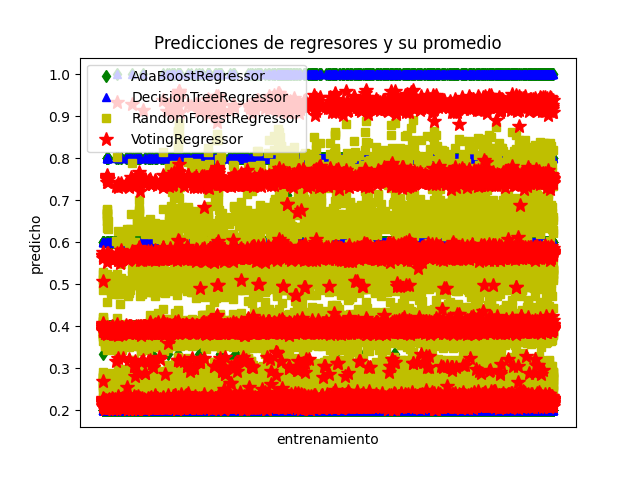 Predicciones de regresores y su promedio
AdaBoostRegressor
DecisionTreeRegressor
RandomForestRegressor
VotingRegressor
1.0
0.9
0.8
0.7
0.6
0.5
0.4
0.3
0.2
predicho
entrenamiento